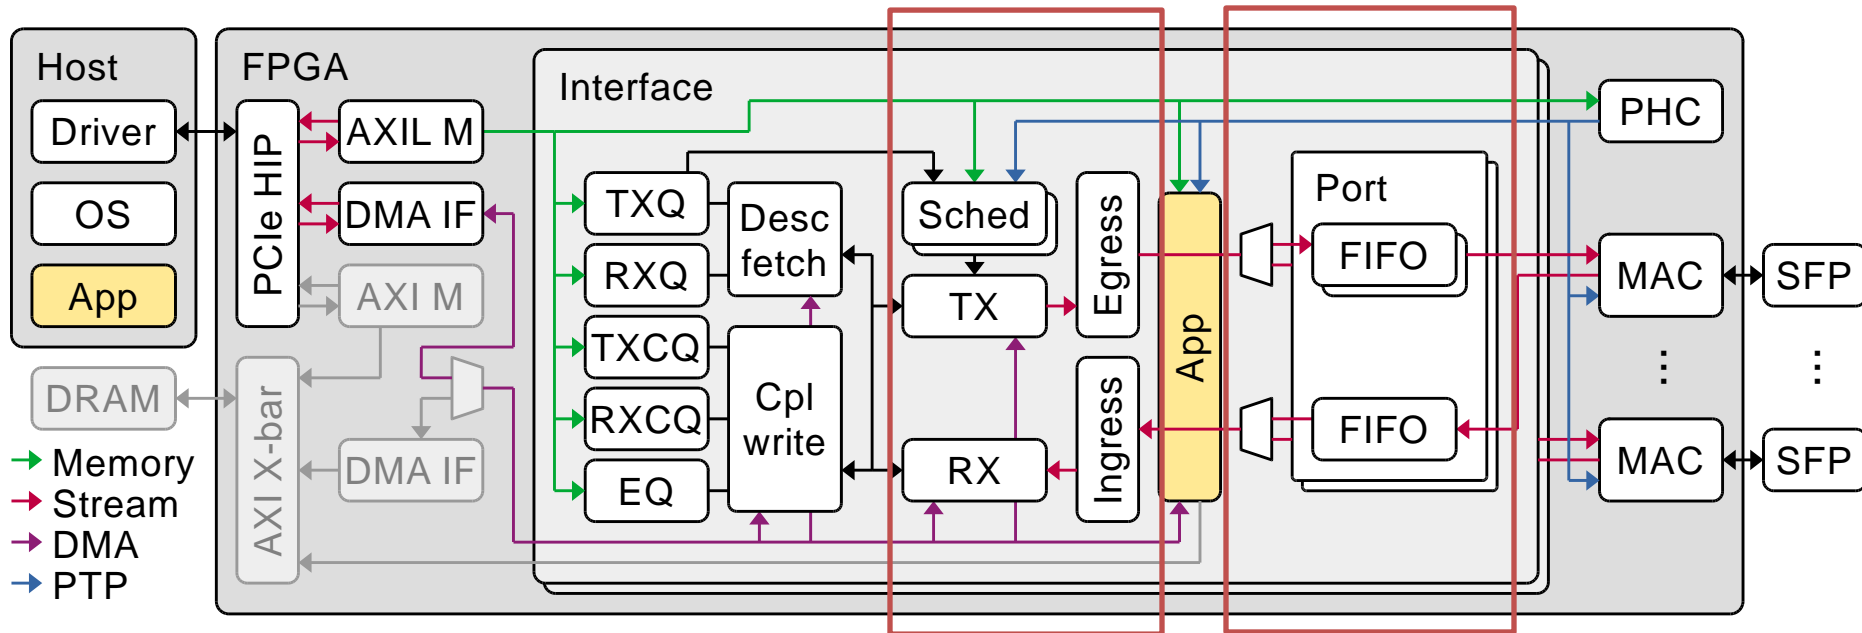 Host
Driver
OS
App
DRAM
Memory
Stream
DMA
PTP
FPGA
PCIe HIP
AXIL M
DMA IF
AXI M
AXI X-bar
DMA IF
Interface
TXQ
RXQ
TXCQ
RXCQ
EQ
Desc
fetch
Cpl
write
Sched
TX
RX
Egress
Ingress
App
Port
FIFO
FIFO
PHC
MAC
SFP
⋮
⋮
MAC
SFP